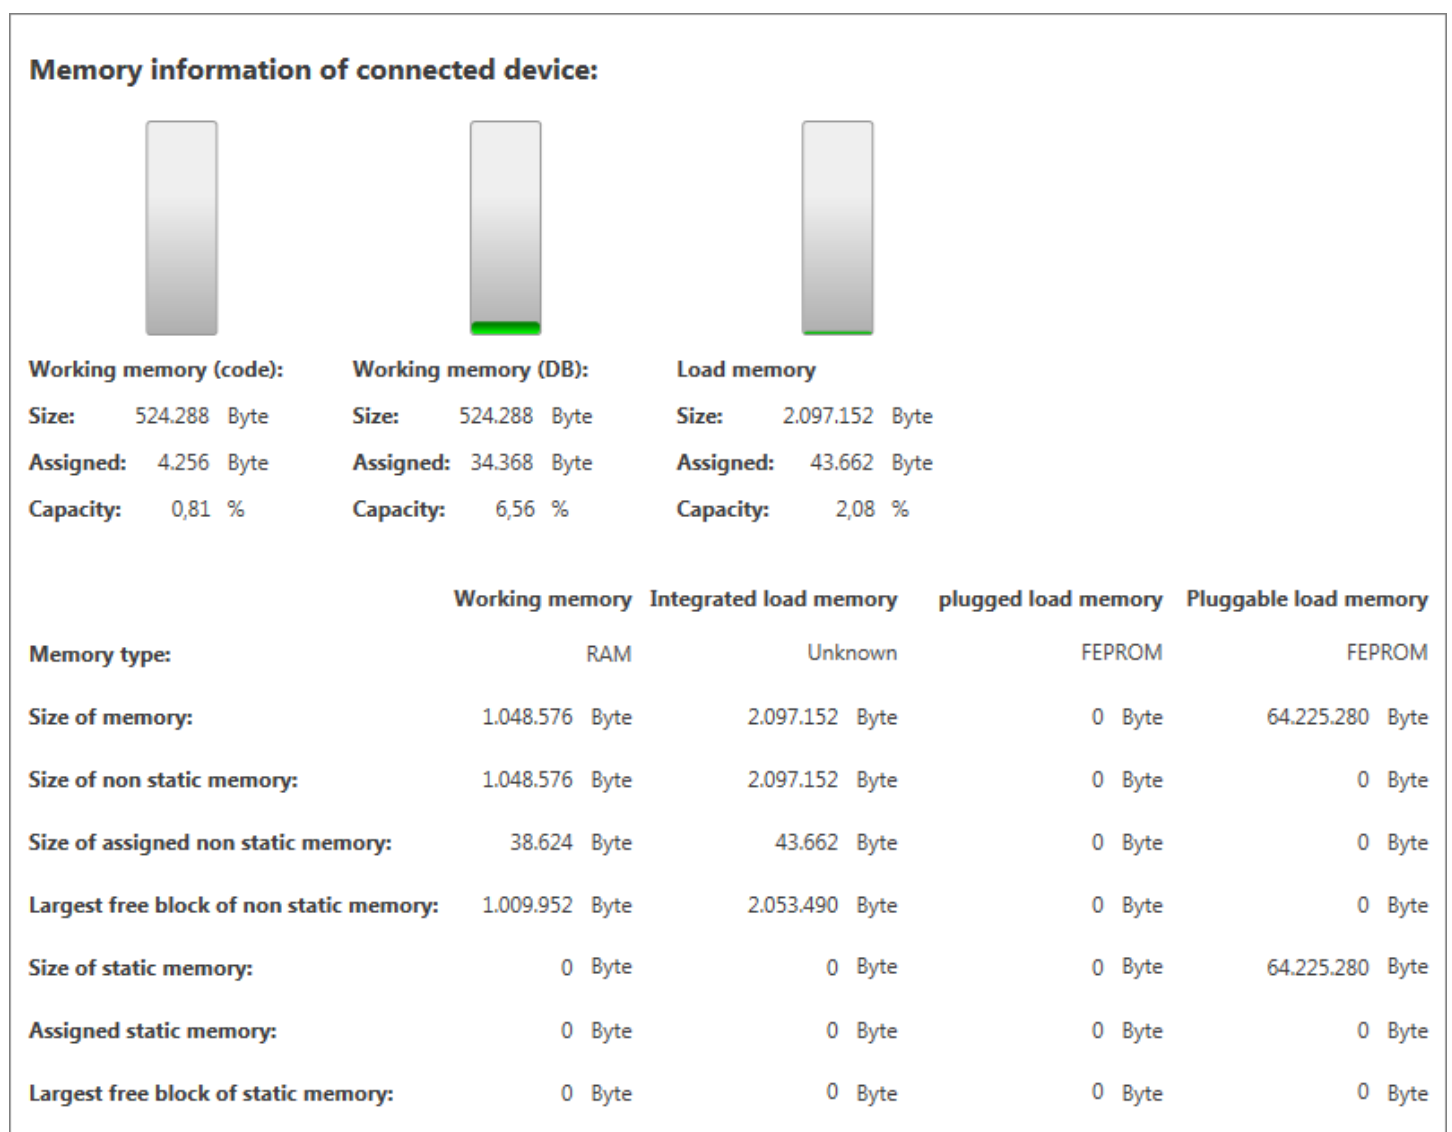 Memory information of connected device:
Working memory (code): Working memory (DB): Load memory
Size: 524.288 Byte Size: 524.288 Byte Size: 2.097.152 Byte
Assigned: 4.256 Byte Assigned: 34.368 Byte Assigned: 43.662 Byte
Capacity: 0,81 % Capacity: 6,56 % Capacity: 2,08 %
Working memory Integrated load memory plugged load memory Pluggable load memory
Memory type: RAM Unknown FEPROM FEPROM
Size of memory: 1.048.576 Byte 2.097.152 Byte 0 Byte 64.225.280 Byte
Size of non static memory: 1.048.576 Byte 2.097.152 Byte 0 Byte 0 Byte
Size of assigned non static memory: 38.624 Byte 43.662 Byte 0 Byte 0 Byte
Largest free block of non static memory: 1.009.952 Byte 2.053.490 Byte 0 Byte 0 Byte
Size of static memory: 0 Byte 0 Byte 0 Byte 64.225.280 Byte
Assigned static memory: 0 Byte 0 Byte 0 Byte 0 Byte
Largest free block of static memory: 0 Byte 0 Byte 0 Byte 0 Byte